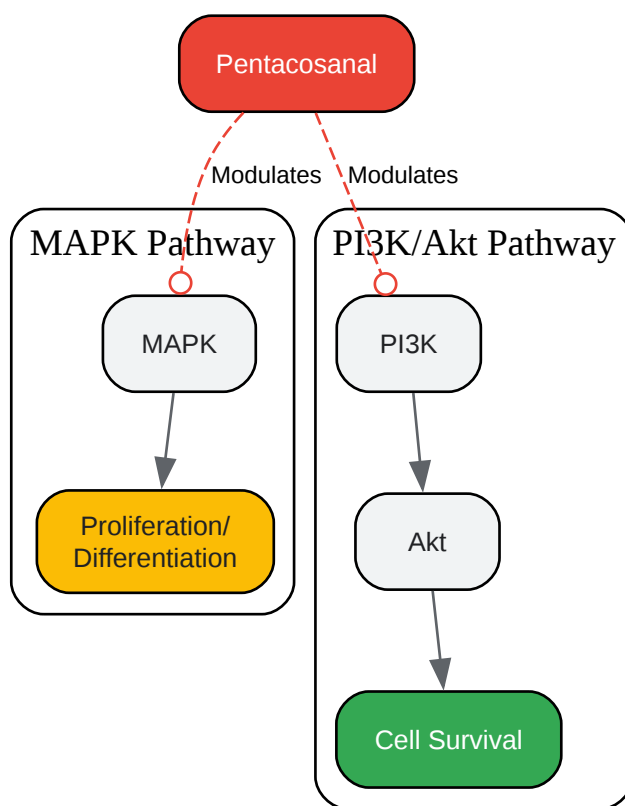 Pentacosanal
Modulates Modulates
MAPK Pathway
PI3K/Akt Pathway
MAPK
PI3K
Proliferation/
Differentiation
Akt
Cell Survival